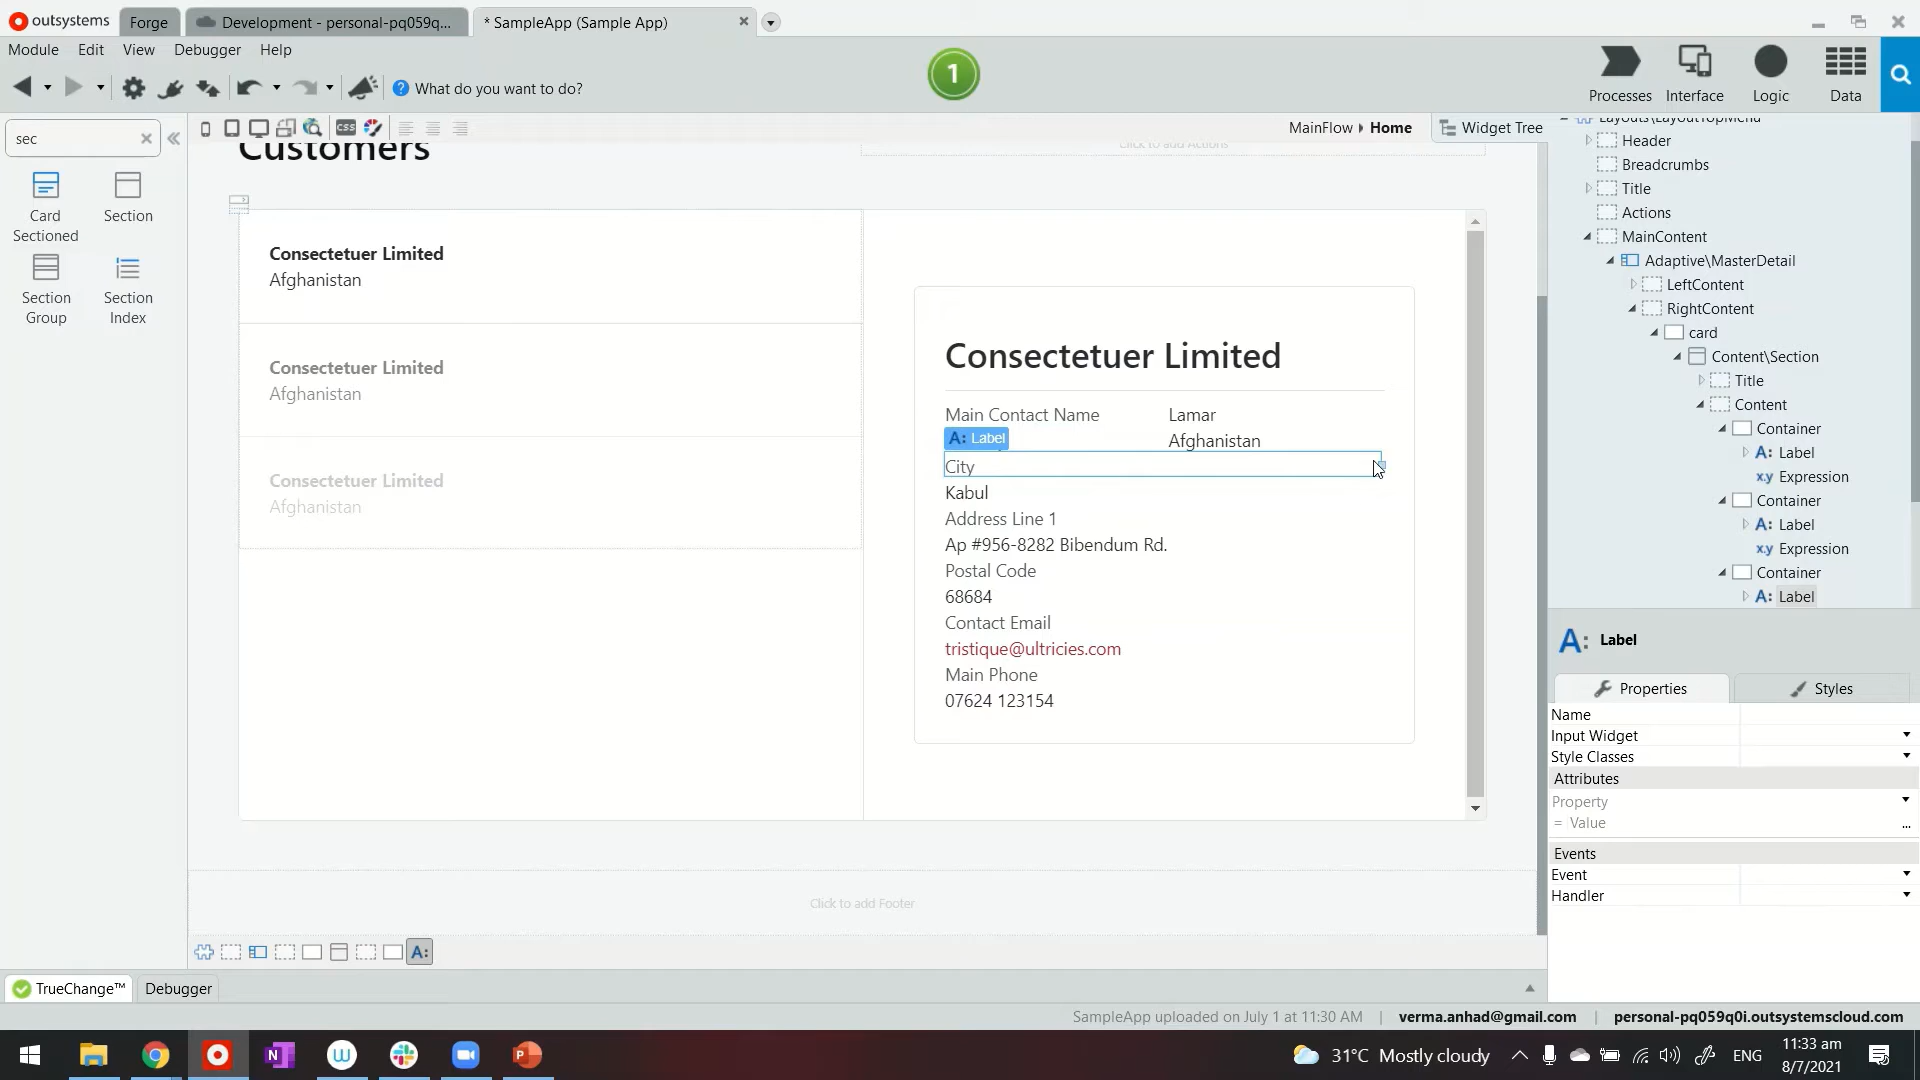 outsystems
Forge
Development - personal-pq059q...
* SampleApp (Sample App)
Module Edit View Debugger Help
What do you want to do?
1
Processes
Interface
Logic
Data
sec
CSS
MainFlow Home
Widget Tree
Card Sectioned
Section
Section Group
Section Index
Customers
Click to add Actions
Consectetuer Limited
Afghanistan
Consectetuer Limited
Afghanistan
Consectetuer Limited
Afghanistan
Consectetuer Limited
Main Contact Name Lamar
A: Label
Afghanistan
City
Kabul
Address Line 1
Ap #956-8282 Bibendum Rd.
Postal Code
68684
Contact Email
tristique@ultricies.com
Main Phone
07624 123154
Click to add Footer
A:
Layouts\LayoutTopMenu
Header
Breadcrumbs
Title
Actions
MainContent
Adaptive\MasterDetail
LeftContent
RightContent
card
Content\Section
Title
Content
Container
A: Label
x.y Expression
Container
A: Label
x.y Expression
Container
A: Label
A: Label
Properties
Styles
Name
Input Widget
Style Classes
Attributes
Property
= Value ...
Events
Event
Handler
TrueChange™
Debugger
SampleApp uploaded on July 1 at 11:30 AM | verma.anhad@gmail.com | personal-pq059q0i.outsystemscloud.com
31°C Mostly cloudy
ENG
11:33 am
8/7/2021